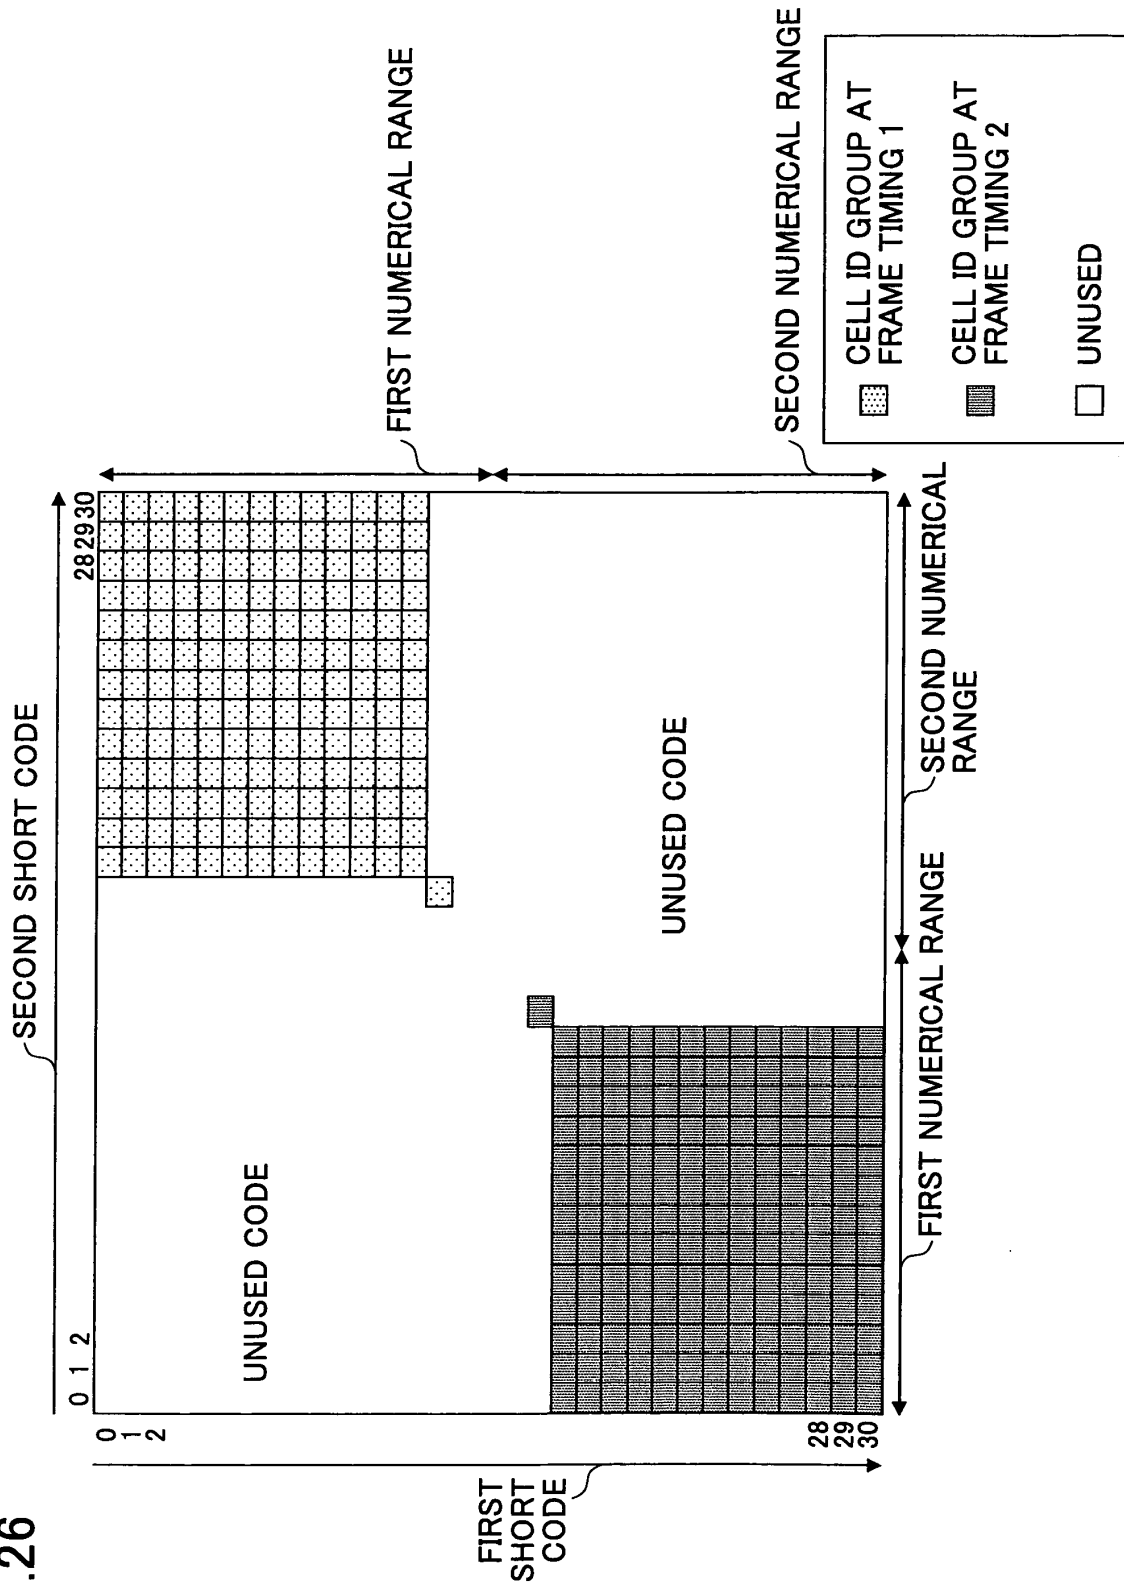 .26
SECOND SHORT CODE
0 1 2
28 29 30
0
1
2
28
29
30
FIRST
SHORT
CODE
UNUSED CODE
UNUSED CODE
FIRST NUMERICAL RANGE
SECOND NUMERICAL RANGE
FIRST NUMERICAL RANGE
SECOND NUMERICAL
RANGE
CELL ID GROUP AT
FRAME TIMING 1
CELL ID GROUP AT
FRAME TIMING 2
UNUSED